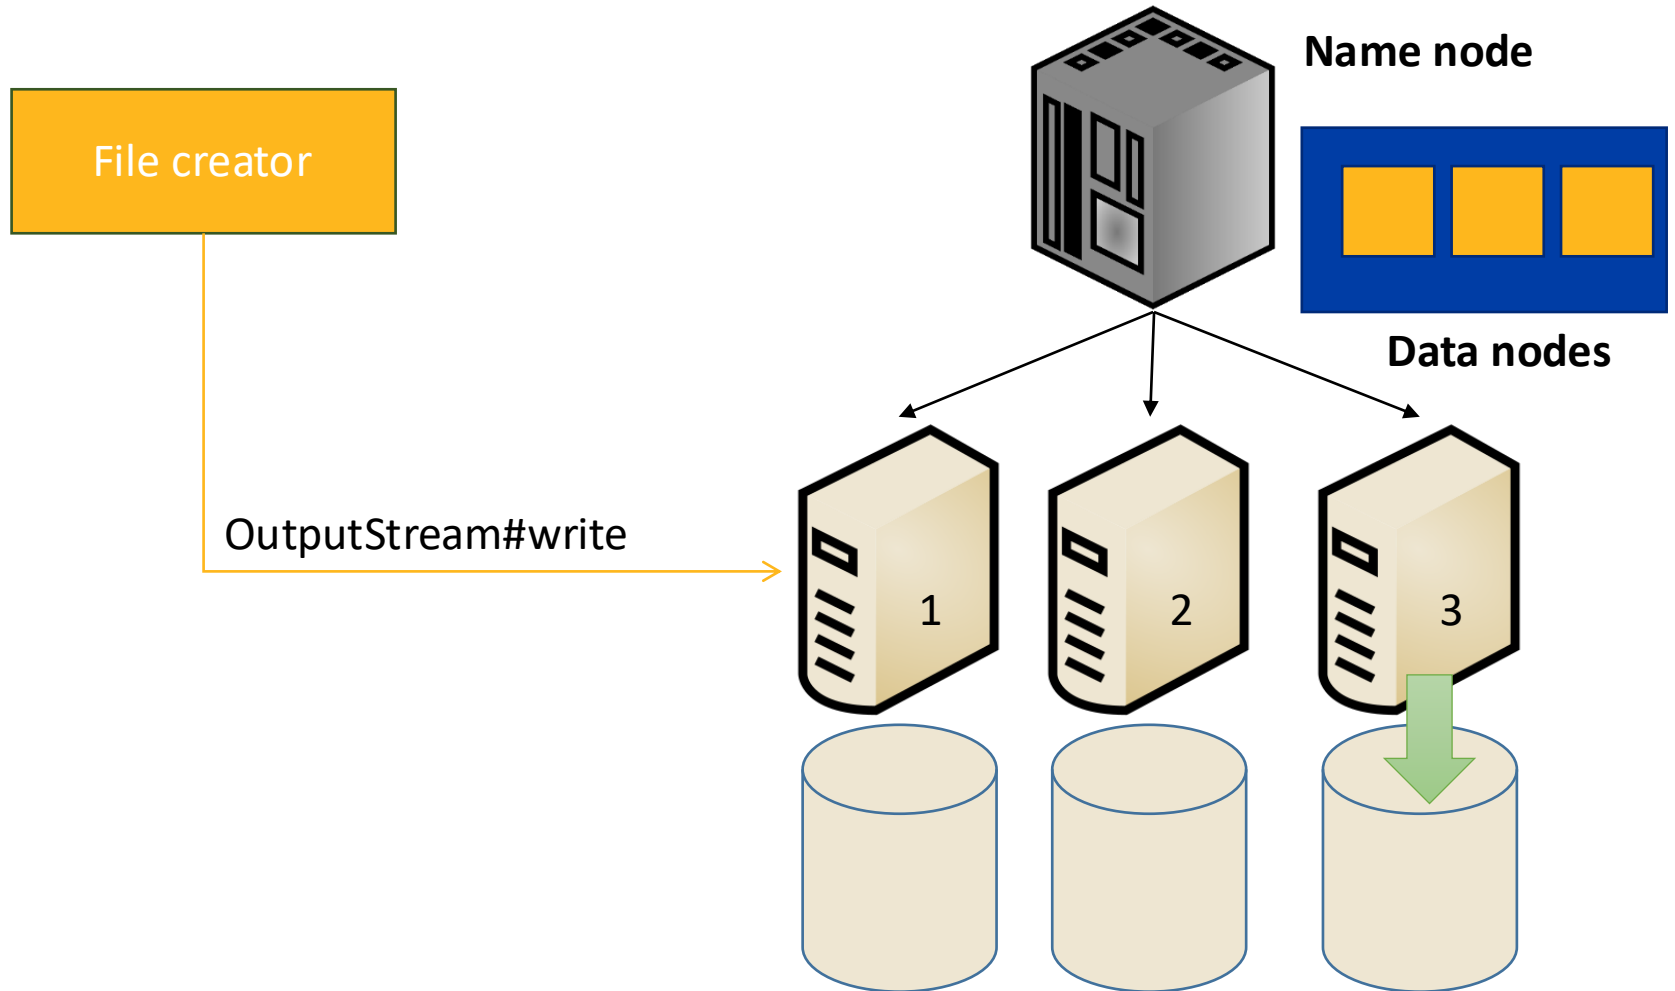 Name node
File creator
Data nodes
OutputStream#write
1
2
3